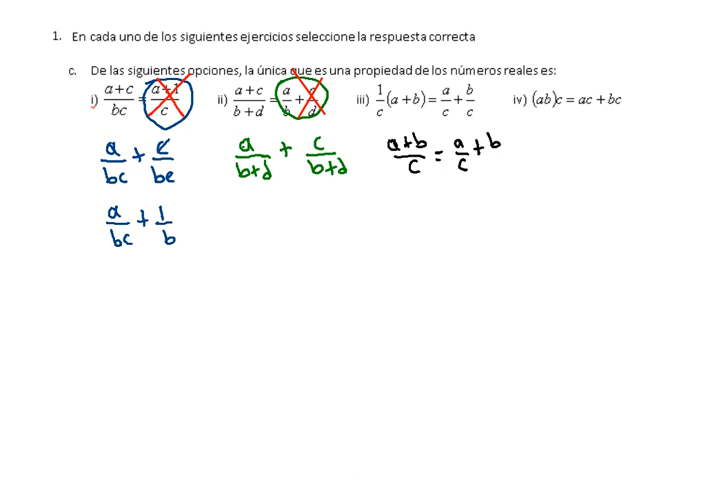 1. En cada uno de los siguientes ejercicios seleccione la respuesta correcta
c. De las siguientes opciones, la única que es una propiedad de los números reales es:
i) (a+c)/(bc) = (a+1)/c ii) (a+c)/(b+d) = a/b + c/d iii) 1/c (a+b) = a/c + b/c iv) (ab)c = ac + bc
a/bc + c/bc a/(b+d) + c/(b+d) (a+b)/c = a/c + b
a/bc + 1/b